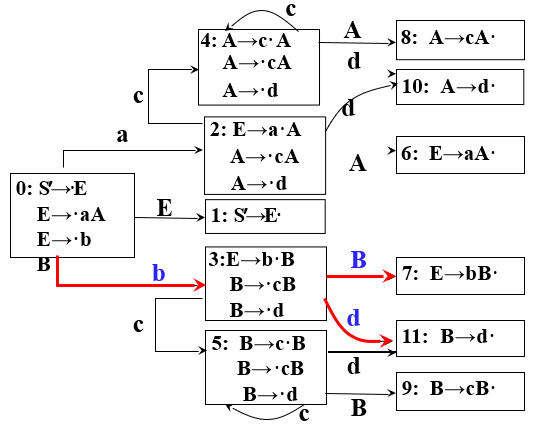 c
4: A→c·A
A→·cA
A→·d
A
d
8: A→cA·
10: A→d·
c
d
2: E→a·A
A→·cA
A→·d
a
A
6: E→aA·
0: S'→·E
E→·aA
E→·b
B
E
1: S'→E·
b
3:E→b·B
B→·cB
B→·d
B
7: E→bB·
d
c
5: B→c·B
B→·cB
B→·d
11: B→d·
d
9: B→cB·
B
c